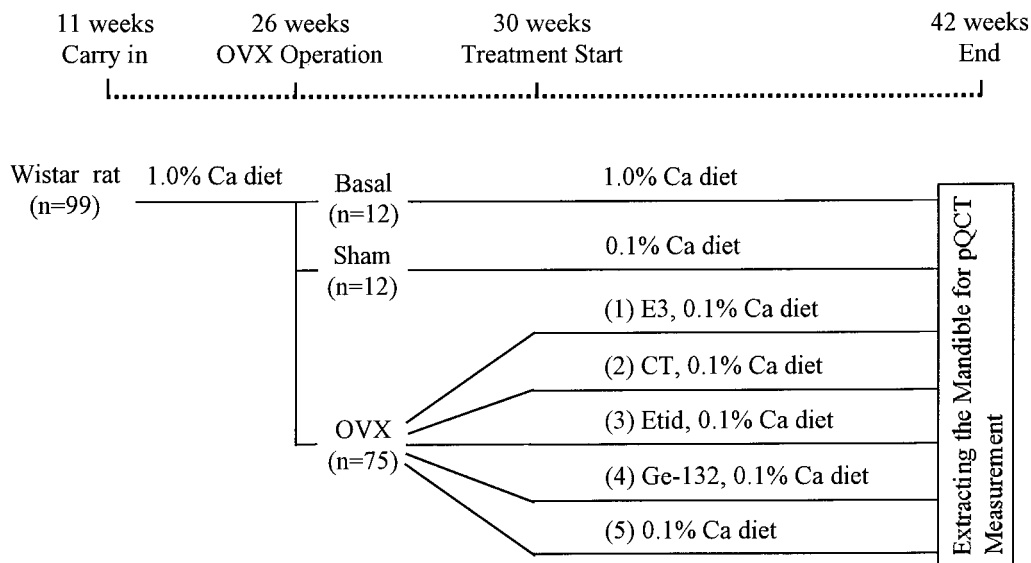 11 weeks
Carry in
26 weeks
OVX Operation
30 weeks
Treatment Start
42 weeks
End
Wistar rat
(n=99)
1.0% Ca diet
Basal
(n=12)
1.0% Ca diet
Sham
(n=12)
0.1% Ca diet
OVX
(n=75)
(1) E3, 0.1% Ca diet
(2) CT, 0.1% Ca diet
(3) Etid, 0.1% Ca diet
(4) Ge-132, 0.1% Ca diet
(5) 0.1% Ca diet
Extracting the Mandible for pQCT
Measurement